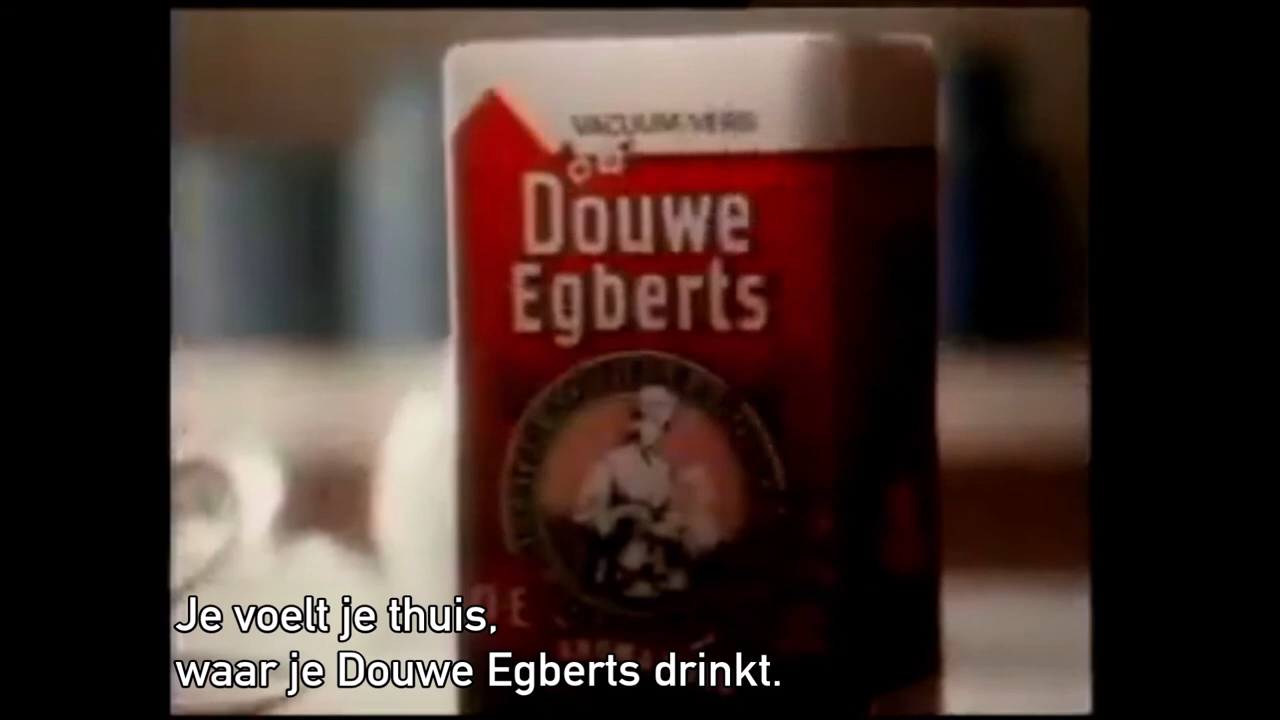 VACUUM VERS
Douwe
Egberts
D.E
Je voelt je thuis,
waar je Douwe Egberts drinkt.